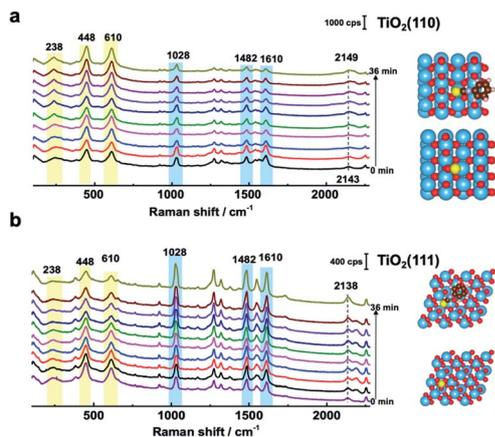 a
1000 cps
TiO2(110)
238
448
610
1028
1482
1610
2149
36 min
0 min
2143
500
1000
1500
2000
Raman shift / cm⁻¹
b
400 cps
TiO2(111)
238
448
610
1028
1482
1610
2138
36 min
0 min
500
1000
1500
2000
Raman shift / cm⁻¹